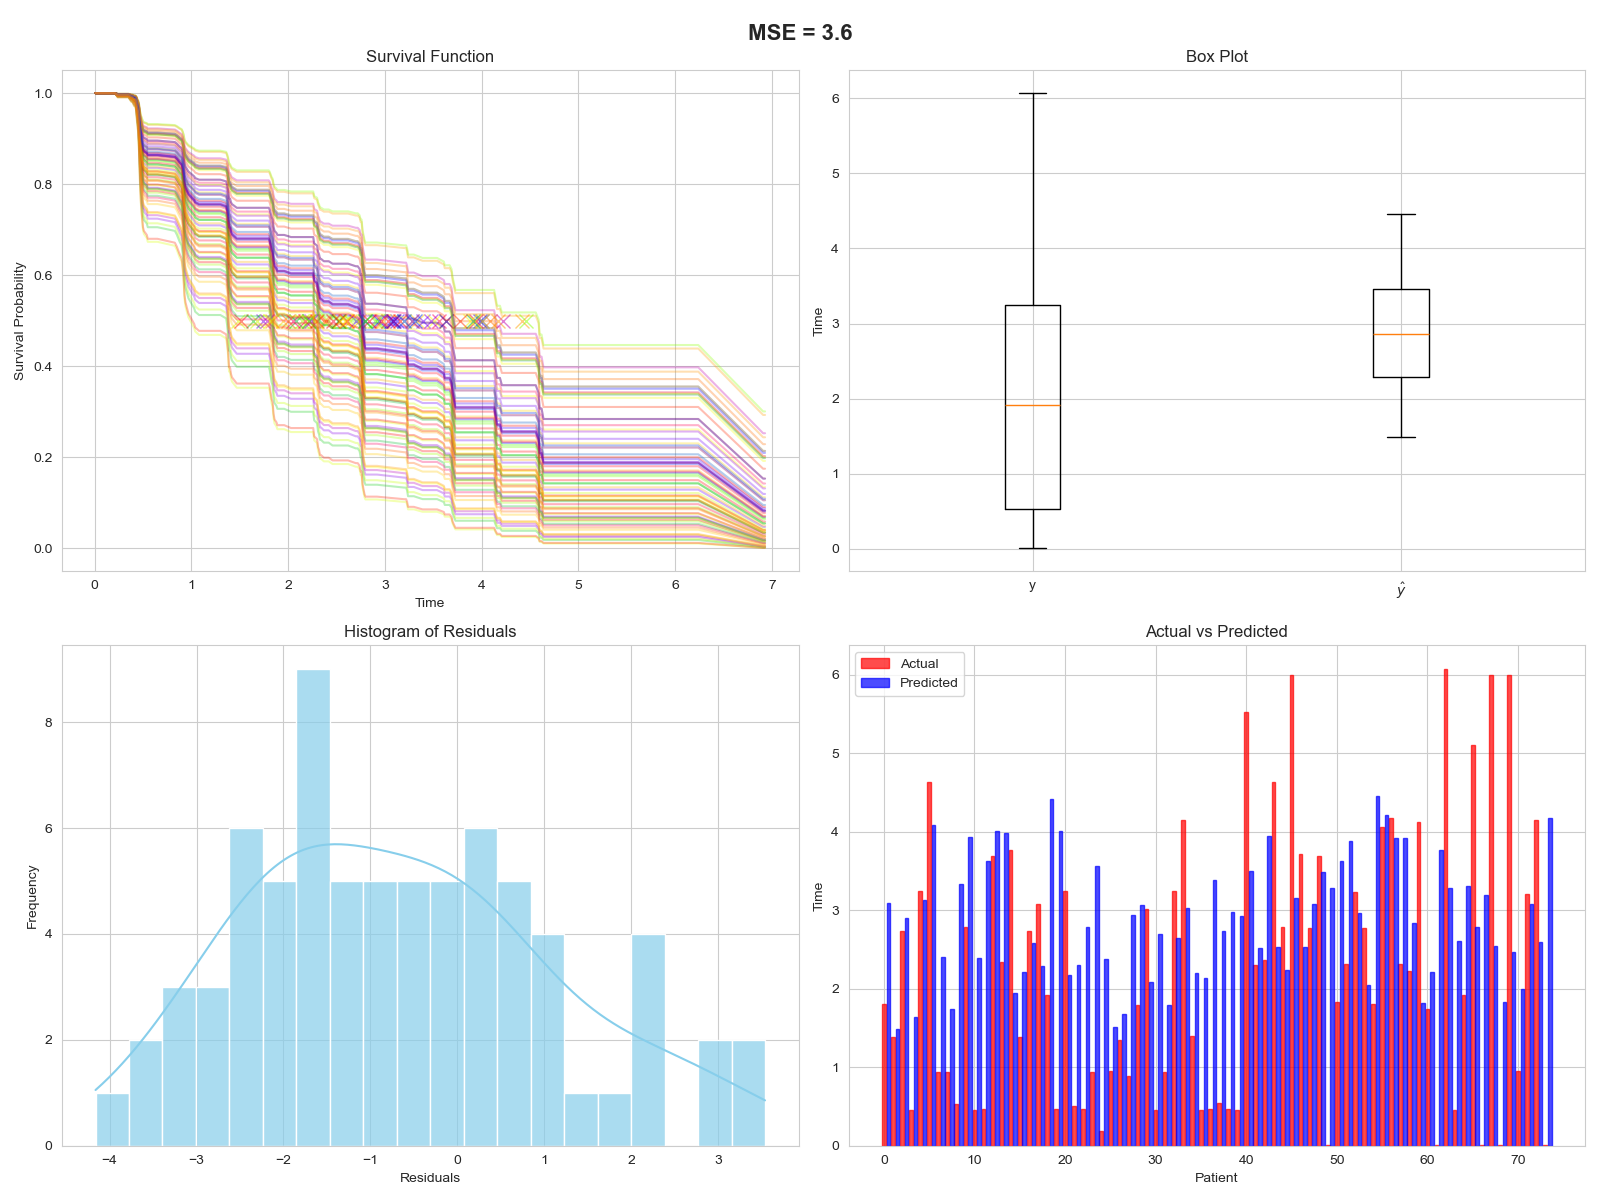 MSE = 3.6
Survival Function
1.0
0.8
0.6
0.4
0.2
0.0
Survival Probability
0 1 2 3 4 5 6 7
Time
Box Plot
6
5
4
3
2
1
0
Time
y ŷ
Histogram of Residuals
8
6
4
2
0
Frequency
−4 −3 −2 −1 0 1 2 3
Residuals
Actual vs Predicted
Actual
Predicted
6
5
4
3
2
1
0
Time
0 10 20 30 40 50 60 70
Patient